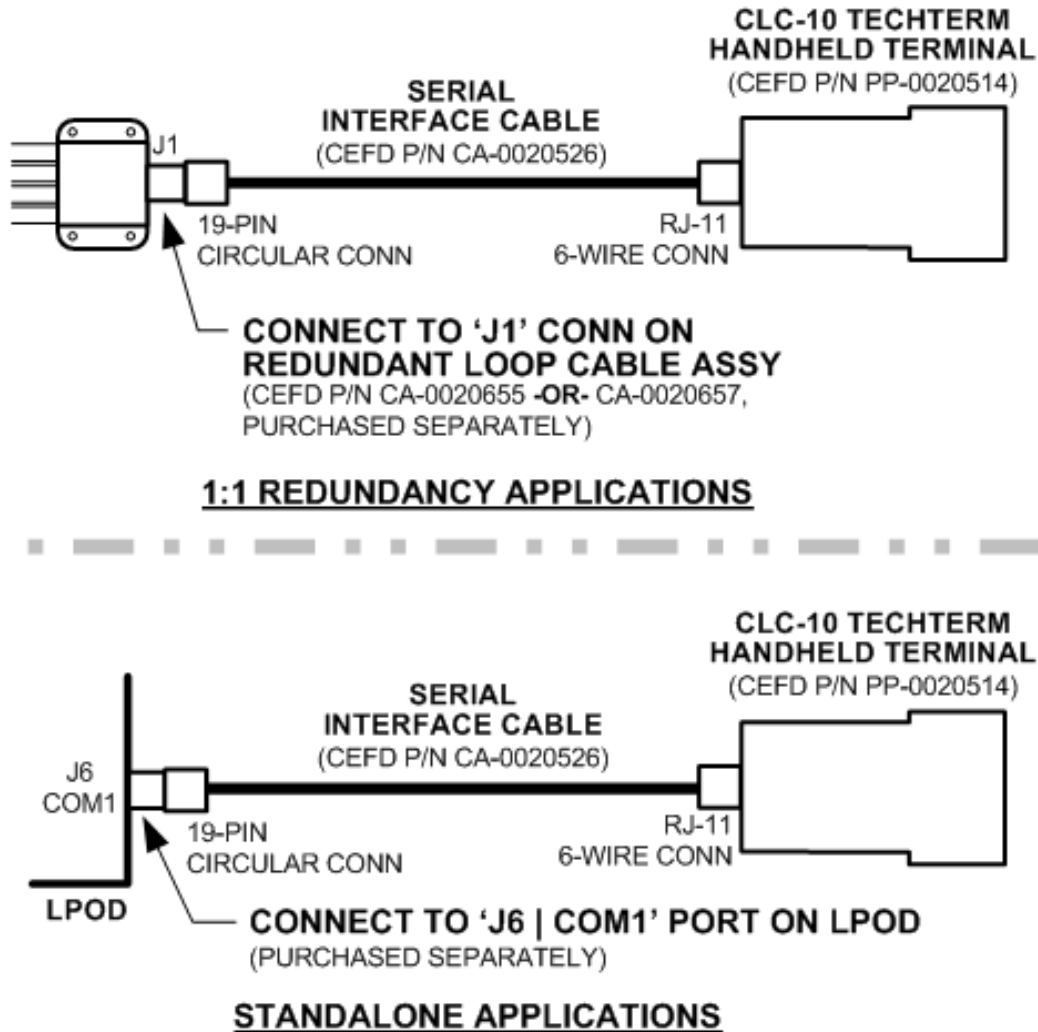 CLC-10 TECHTERM
HANDHELD TERMINAL
(CEFD P/N PP-0020514)
SERIAL
INTERFACE CABLE
(CEFD P/N CA-0020526)
J1
19-PIN
CIRCULAR CONN
RJ-11
6-WIRE CONN
CONNECT TO ‘J1’ CONN ON
REDUNDANT LOOP CABLE ASSY
(CEFD P/N CA-0020655 -OR- CA-0020657,
PURCHASED SEPARATELY)
1:1 REDUNDANCY APPLICATIONS
CLC-10 TECHTERM
HANDHELD TERMINAL
(CEFD P/N PP-0020514)
SERIAL
INTERFACE CABLE
(CEFD P/N CA-0020526)
J6
COM1
19-PIN
CIRCULAR CONN
RJ-11
6-WIRE CONN
LPOD
CONNECT TO ‘J6 | COM1’ PORT ON LPOD
(PURCHASED SEPARATELY)
STANDALONE APPLICATIONS